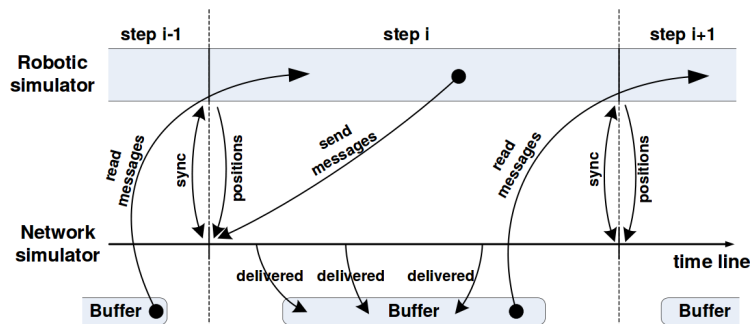 step i-1
step i
step i+1
Robotic
simulator
read
messages
sync
positions
send
messages
read
messages
sync
positions
Network
simulator
time line
delivered
delivered
delivered
Buffer
Buffer
Buffer